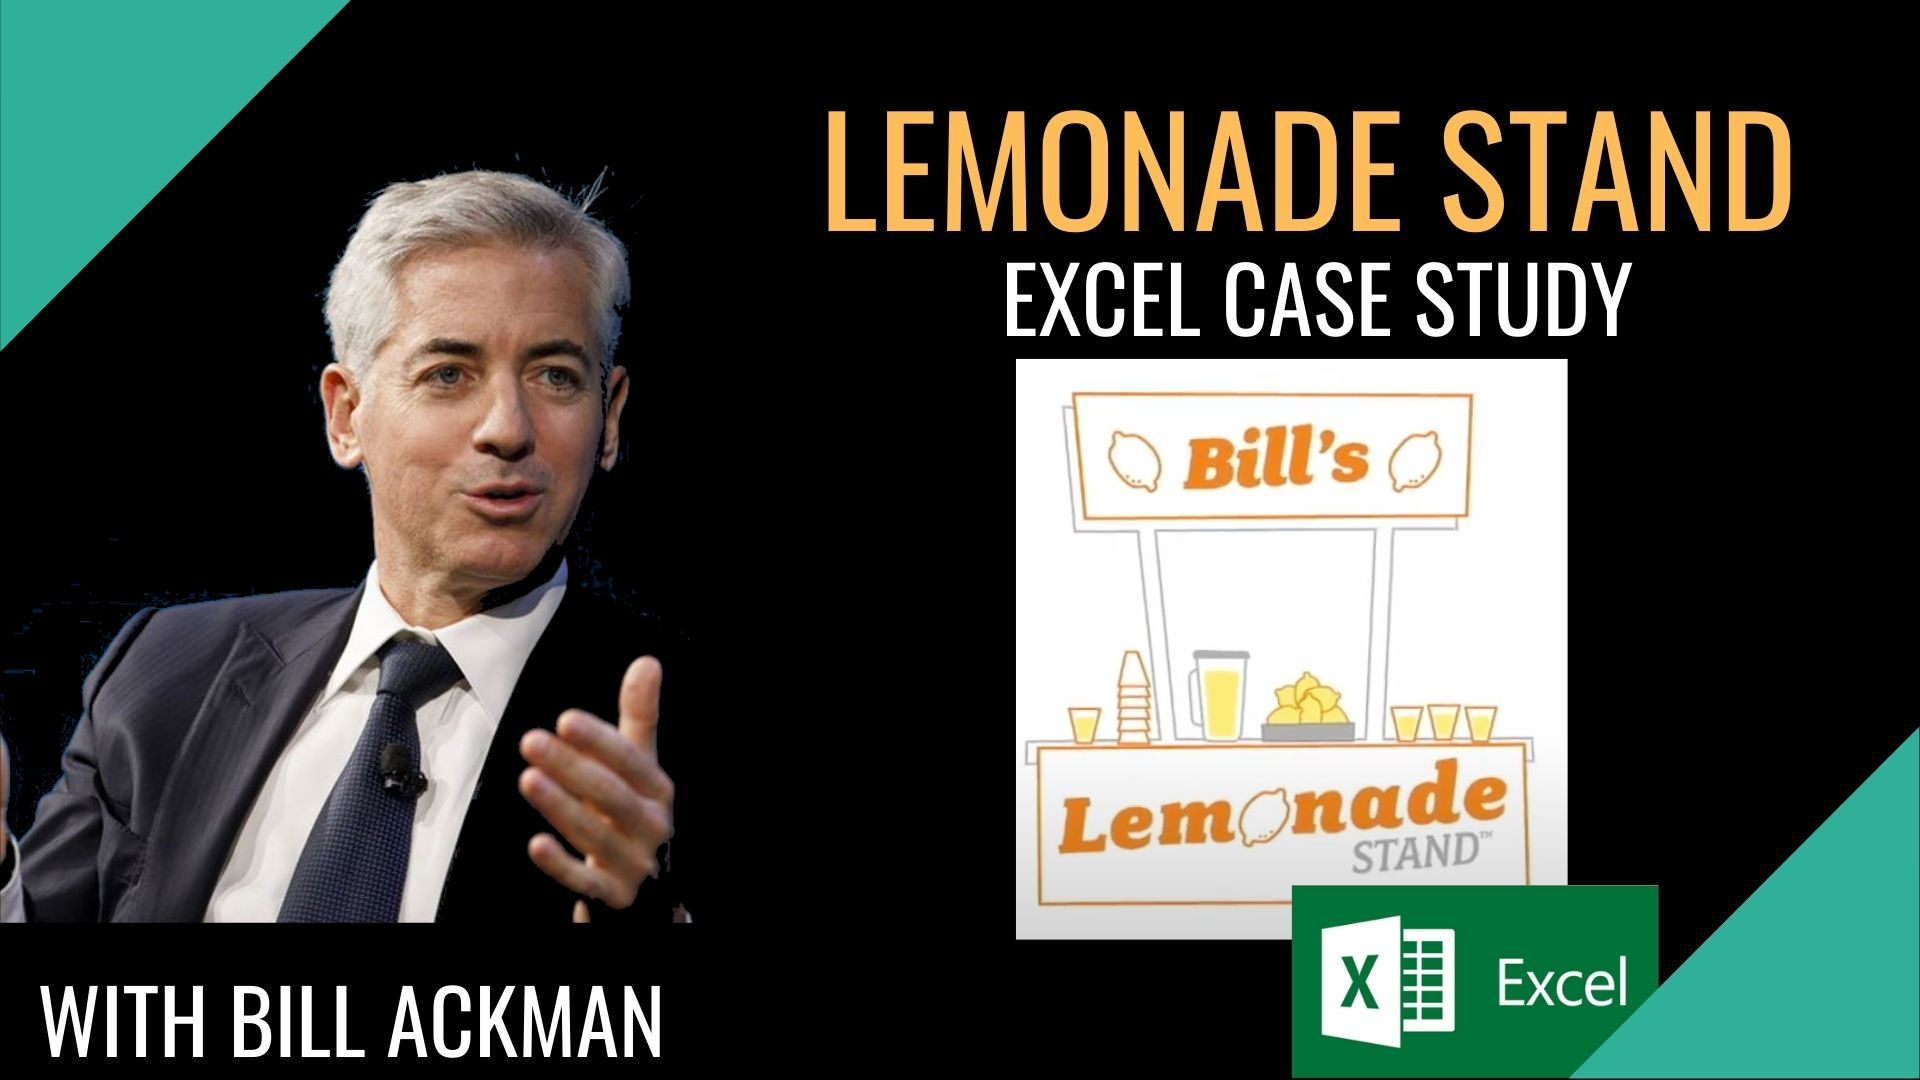 LEMONADE STAND
EXCEL CASE STUDY
Bill's
Lemonade
STAND™
X Excel
WITH BILL ACKMAN